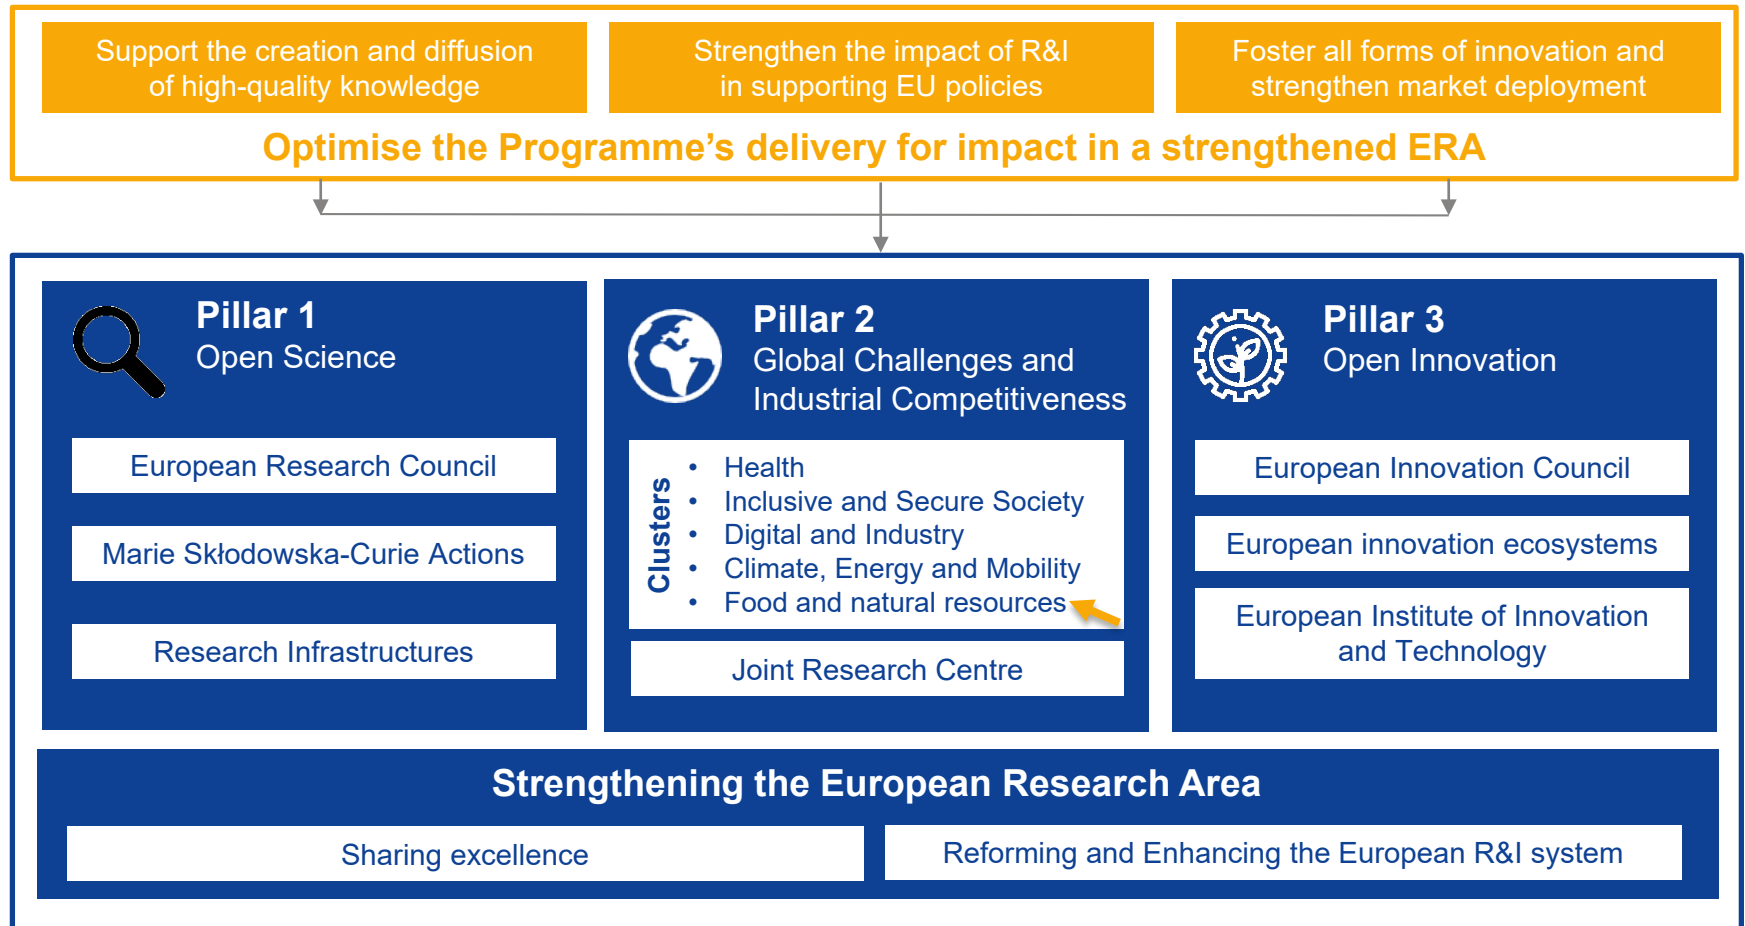 Support the creation and diffusion
of high-quality knowledge
Strengthen the impact of R&I
in supporting EU policies
Foster all forms of innovation and
strengthen market deployment
Optimise the Programme’s delivery for impact in a strengthened ERA
Pillar 1
Open Science
European Research Council
Marie Skłodowska-Curie Actions
Research Infrastructures
Pillar 2
Global Challenges and
Industrial Competitiveness
Clusters
• Health
• Inclusive and Secure Society
• Digital and Industry
• Climate, Energy and Mobility
• Food and natural resources
Joint Research Centre
Pillar 3
Open Innovation
European Innovation Council
European innovation ecosystems
European Institute of Innovation
and Technology
Strengthening the European Research Area
Sharing excellence
Reforming and Enhancing the European R&I system